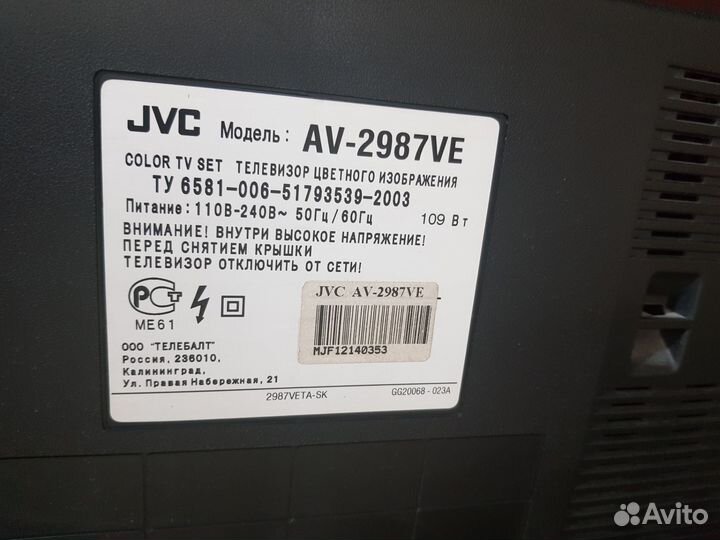 JVC Модель: AV-2987VE
COLOR TV SET ТЕЛЕВИЗОР ЦВЕТНОГО ИЗОБРАЖЕНИЯ
ТУ 6581-006-51793539-2003
Питание: 110В-240В~ 50Гц/60Гц 109 Вт
ВНИМАНИЕ! ВНУТРИ ВЫСОКОЕ НАПРЯЖЕНИЕ!
ПЕРЕД СНЯТИЕМ КРЫШКИ
ТЕЛЕВИЗОР ОТКЛЮЧИТЬ ОТ СЕТИ!
РСТ
МЕ61
JVC AV-2987VE
MJF12140353
ООО "ТЕЛЕБАЛТ"
Россия, 236010,
Калининград,
Ул. Правая Набережная, 21
2987VETA-SK GG20068-023A
Avito